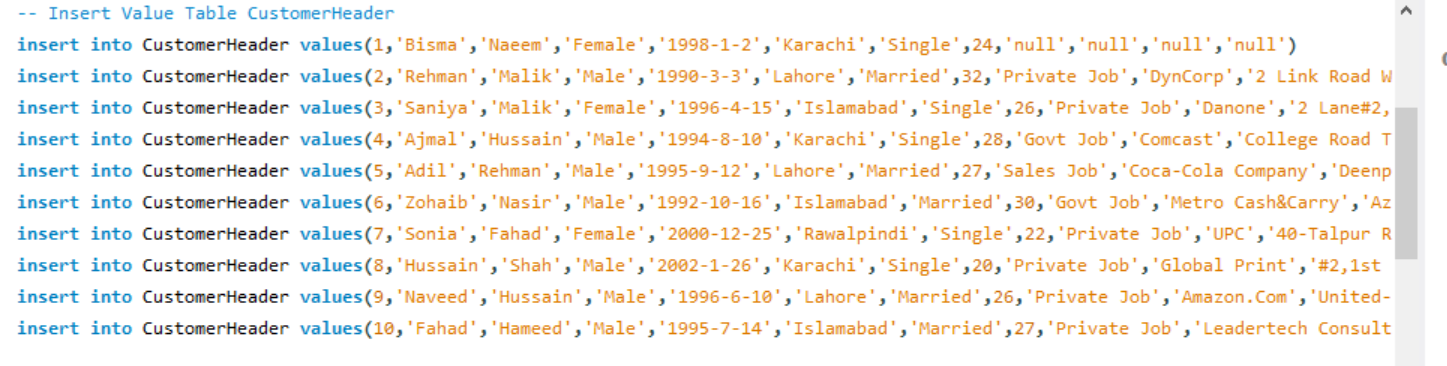 -- Insert Value Table CustomerHeader
insert into CustomerHeader values(1,'Bisma','Naeem','Female','1998-1-2','Karachi','Single',24,'null','null','null','null')
insert into CustomerHeader values(2,'Rehman','Malik','Male','1990-3-3','Lahore','Married',32,'Private Job','DynCorp','2 Link Road W
insert into CustomerHeader values(3,'Saniya','Malik','Female','1996-4-15','Islamabad','Single',26,'Private Job','Danone','2 Lane#2,
insert into CustomerHeader values(4,'Ajmal','Hussain','Male','1994-8-10','Karachi','Single',28,'Govt Job','Comcast','College Road T
insert into CustomerHeader values(5,'Adil','Rehman','Male','1995-9-12','Lahore','Married',27,'Sales Job','Coca-Cola Company','Deenp
insert into CustomerHeader values(6,'Zohaib','Nasir','Male','1992-10-16','Islamabad','Married',30,'Govt Job','Metro Cash&Carry','Az
insert into CustomerHeader values(7,'Sonia','Fahad','Female','2000-12-25','Rawalpindi','Single',22,'Private Job','UPC','40-Talpur R
insert into CustomerHeader values(8,'Hussain','Shah','Male','2002-1-26','Karachi','Single',20,'Private Job','Global Print','#2,1st
insert into CustomerHeader values(9,'Naveed','Hussain','Male','1996-6-10','Lahore','Married',26,'Private Job','Amazon.Com','United-
insert into CustomerHeader values(10,'Fahad','Hameed','Male','1995-7-14','Islamabad','Married',27,'Private Job','Leadertech Consult